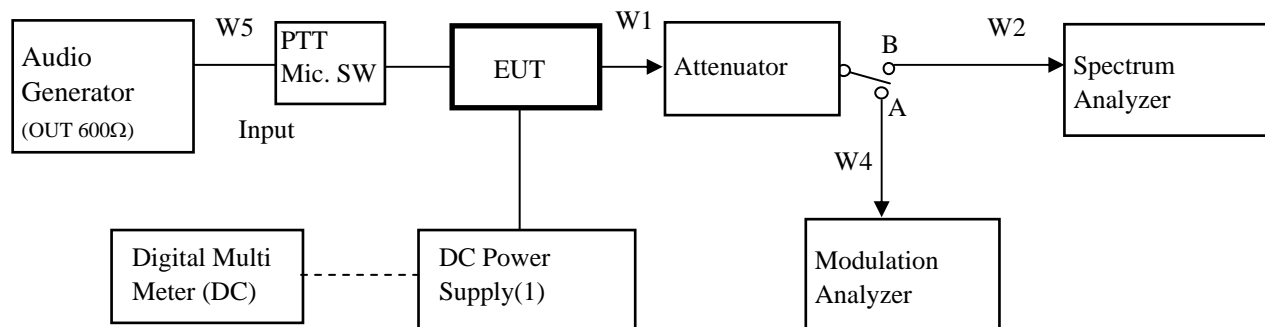 W5
W1
W2
Audio
Generator
(OUT 600Ω)
PTT
Mic. SW
Input
EUT
Attenuator
B
A
Spectrum
Analyzer
W4
Digital Multi
Meter (DC)
DC Power
Supply(1)
Modulation
Analyzer